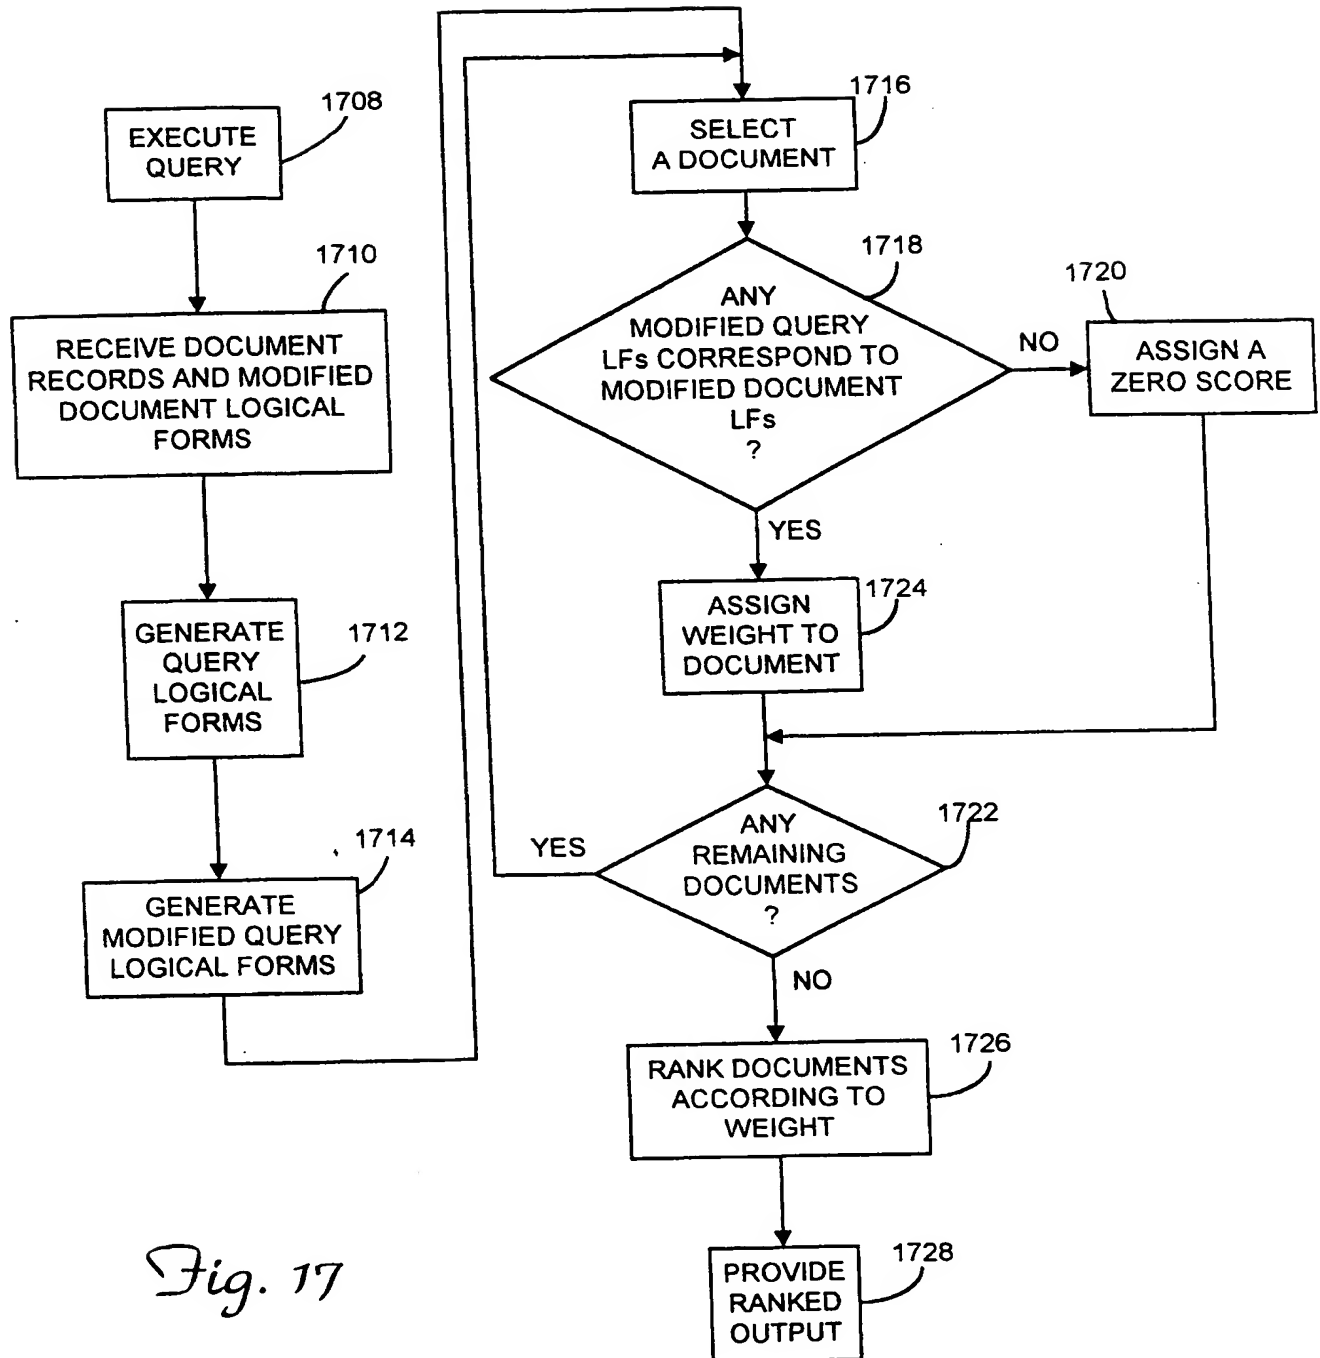 1708
EXECUTE
QUERY
1710
RECEIVE DOCUMENT
RECORDS AND MODIFIED
DOCUMENT LOGICAL
FORMS
1712
GENERATE
QUERY
LOGICAL
FORMS
1714
GENERATE
MODIFIED QUERY
LOGICAL FORMS
1716
SELECT
A DOCUMENT
1718
ANY
MODIFIED QUERY
LFs CORRESPOND TO
MODIFIED DOCUMENT
LFs
?
NO
1720
ASSIGN A
ZERO SCORE
YES
1724
ASSIGN
WEIGHT TO
DOCUMENT
1722
ANY
REMAINING
DOCUMENTS
?
YES
NO
1726
RANK DOCUMENTS
ACCORDING TO
WEIGHT
1728
PROVIDE
RANKED
OUTPUT
Fig. 17